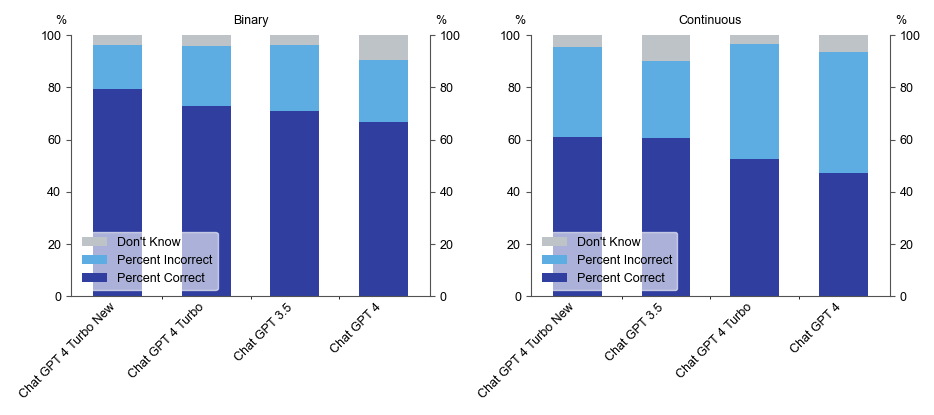 % Binary %
100 100
80 80
60 60
40 40
20 20
0 0
Don't Know
Percent Incorrect
Percent Correct
Chat GPT 4 Turbo New
Chat GPT 4 Turbo
Chat GPT 3.5
Chat GPT 4
% Continuous %
100 100
80 80
60 60
40 40
20 20
0 0
Don't Know
Percent Incorrect
Percent Correct
Chat GPT 4 Turbo New
Chat GPT 3.5
Chat GPT 4 Turbo
Chat GPT 4